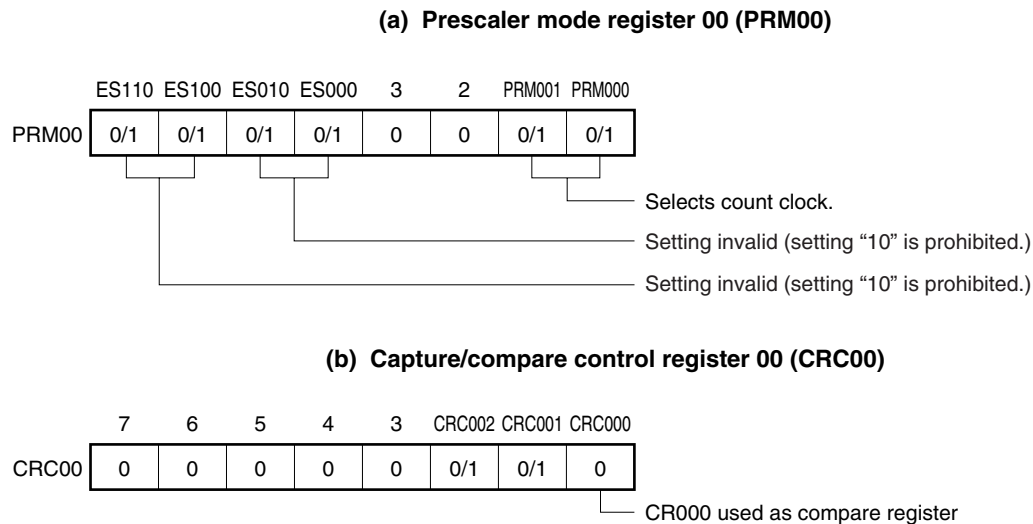 (a) Prescaler mode register 00 (PRM00)
ES110 ES100 ES010 ES000 3 2 PRM001 PRM000
PRM00 0/1 0/1 0/1 0/1 0 0 0/1 0/1
Selects count clock.
Setting invalid (setting “10” is prohibited.)
Setting invalid (setting “10” is prohibited.)
(b) Capture/compare control register 00 (CRC00)
7 6 5 4 3 CRC002 CRC001 CRC000
CRC00 0 0 0 0 0 0/1 0/1 0
CR000 used as compare register